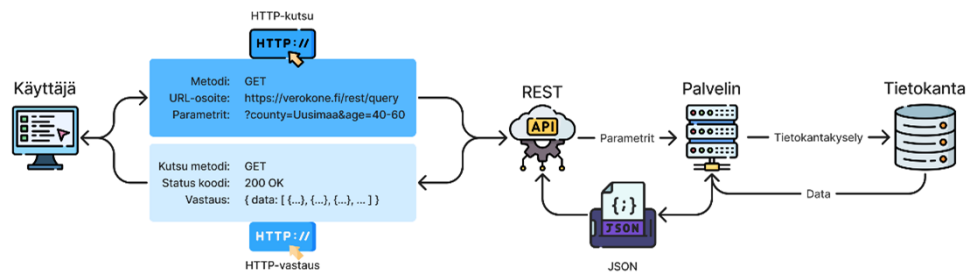 HTTP-kutsu
HTTP://
Käyttäjä
Metodi: GET
URL-osoite: https://verokone.fi/rest/query
Parametrit: ?county=Uusimaa&age=40-60
Kutsu metodi: GET
Status koodi: 200 OK
Vastaus: { data: [ {...}, {...}, {...}, ... ] }
HTTP://
HTTP-vastaus
REST
API
Parametrit
Palvelin
Tietokantakysely
Tietokanta
Data
{;}
JSON
JSON